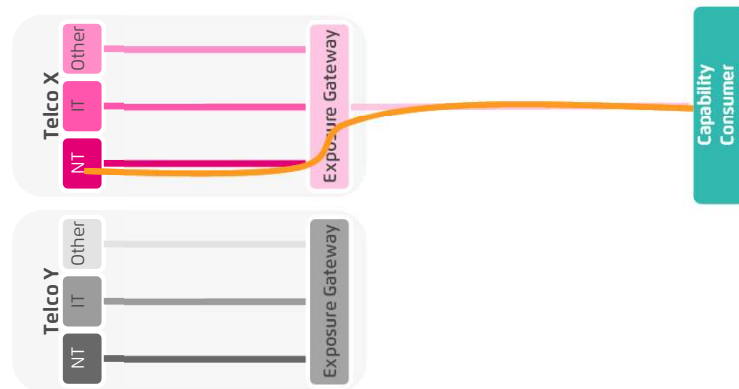 Telco X
Other
IT
NT
Exposure Gateway
Capability
Consumer
Telco Y
Other
IT
NT
Exposure Gateway